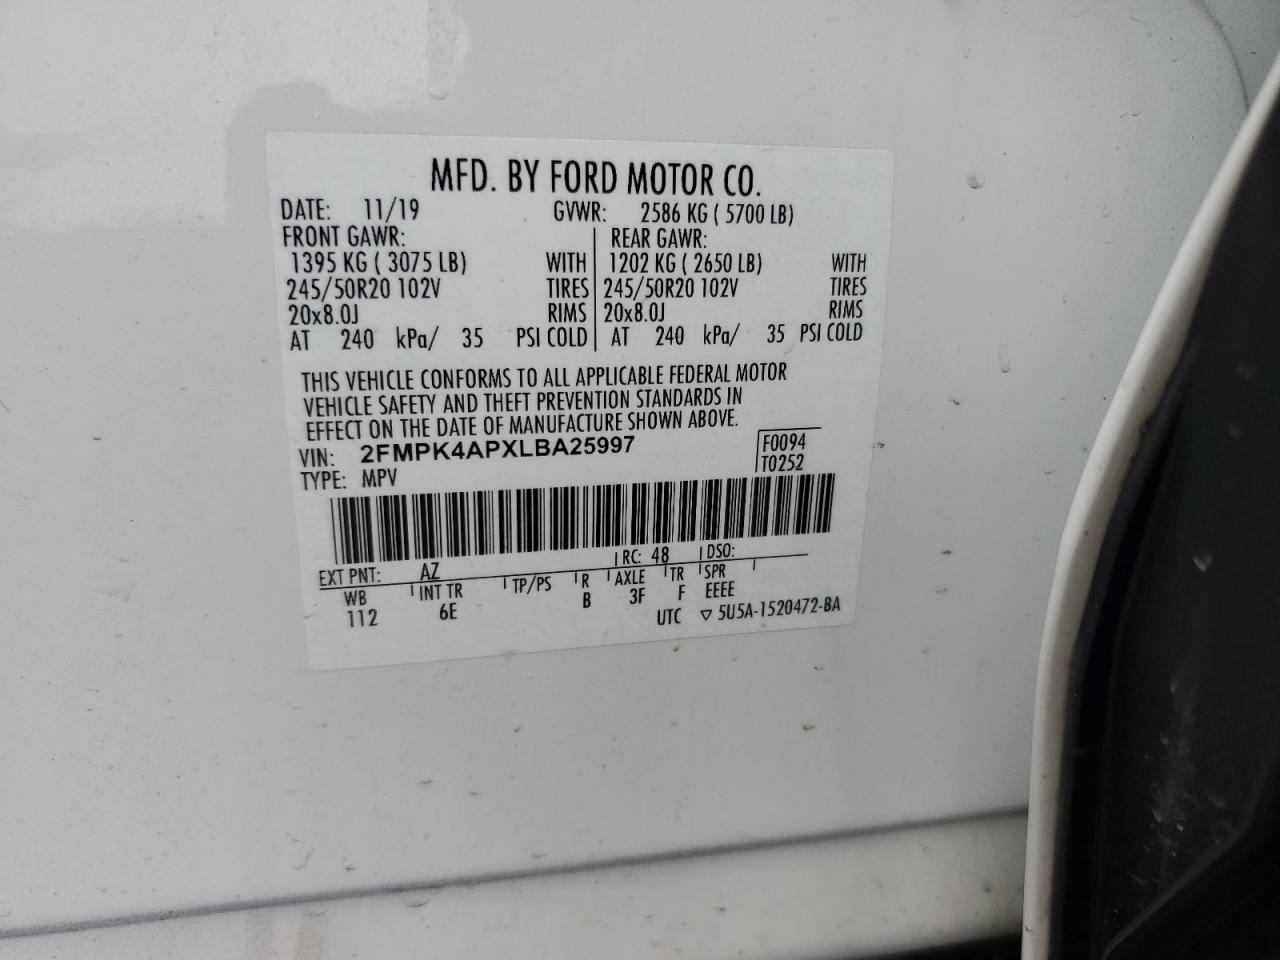 MFD. BY FORD MOTOR CO.
DATE: 11/19 GVWR: 2586 KG ( 5700 LB)
FRONT GAWR: REAR GAWR:
1395 KG ( 3075 LB) WITH 1202 KG ( 2650 LB) WITH
245/50R20 102V TIRES 245/50R20 102V TIRES
20x8.0J RIMS 20x8.0J RIMS
AT 240 kPa/ 35 PSI COLD AT 240 kPa/ 35 PSI COLD
THIS VEHICLE CONFORMS TO ALL APPLICABLE FEDERAL MOTOR
VEHICLE SAFETY AND THEFT PREVENTION STANDARDS IN
EFFECT ON THE DATE OF MANUFACTURE SHOWN ABOVE.
VIN: 2FMPK4APXLBA25997 F0094
TYPE: MPV T0252
EXT PNT: AZ RC: 48 DSO:
WB INT TR TP/PS R AXLE TR SPR
112 6E B 3F F EEEE
UTC ▽ 5U5A-1520472-BA